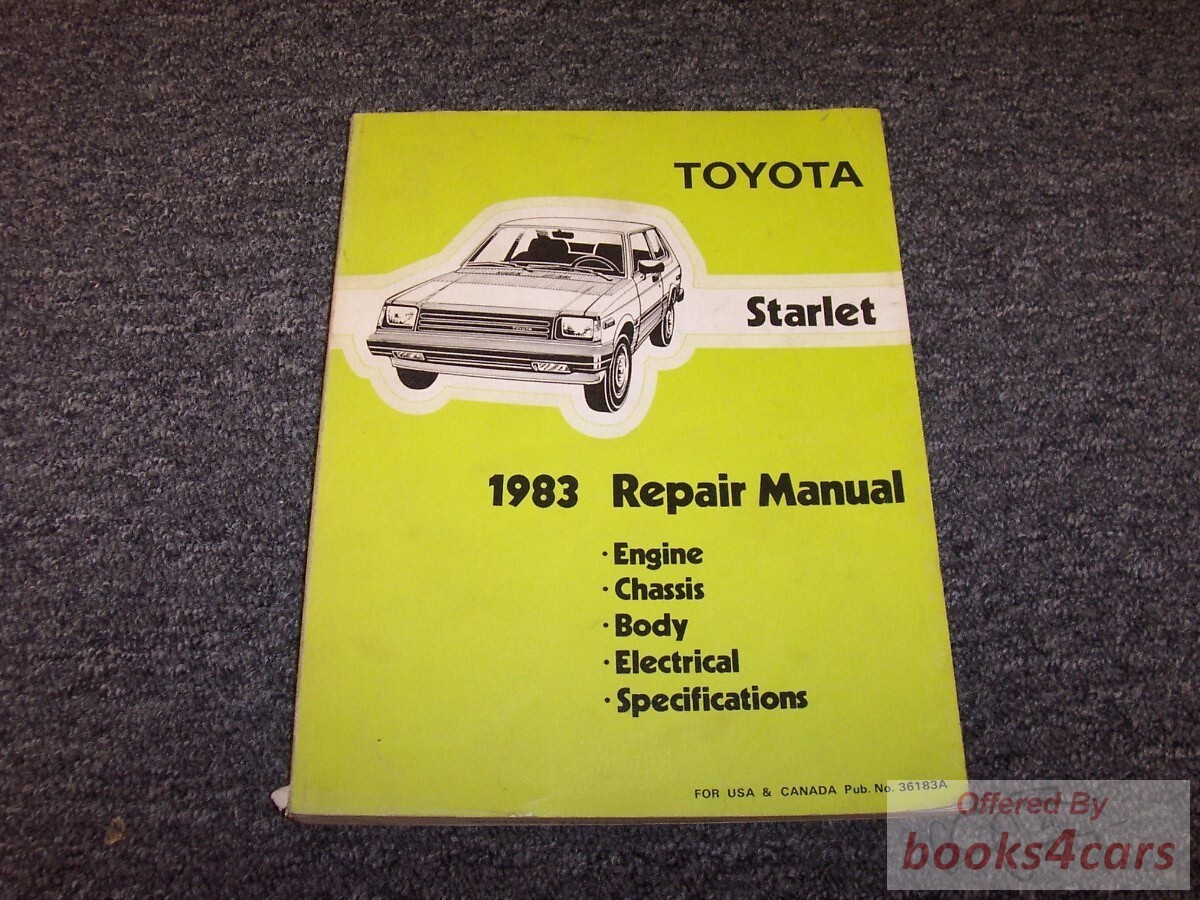 TOYOTA
Starlet
TOYOTA
1983 Repair Manual
· Engine
· Chassis
· Body
· Electrical
· Specifications
FOR USA & CANADA Pub. No. 36183A
Offered By
books4cars